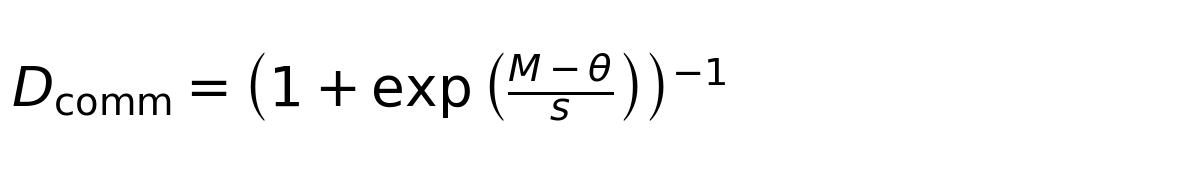 D_comm = (1 + exp((M − θ)/s))^−1